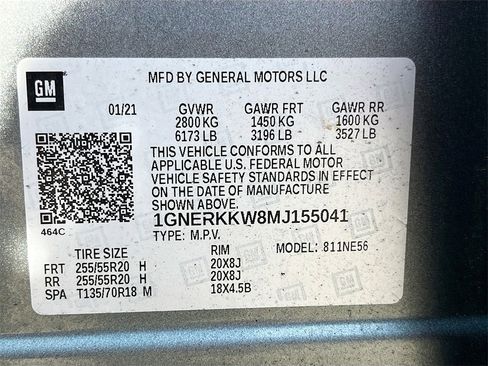 GM
MFD BY GENERAL MOTORS LLC
01/21 GVWR GAWR FRT GAWR RR
2800 KG 1450 KG 1600 KG
6173 LB 3196 LB 3527 LB
THIS VEHICLE CONFORMS TO ALL
APPLICABLE U.S. FEDERAL MOTOR
VEHICLE SAFETY STANDARDS IN EFFECT
ON THE DATE OF MANUFACTURE
SHOWN ABOVE.
464C 1GNERKKW8MJ155041
TYPE: M.P.V. MODEL: 811NE56
TIRE SIZE RIM
FRT 255/55R20 H 20X8J
RR 255/55R20 H 20X8J
SPA T135/70R18 M 18X4.5B